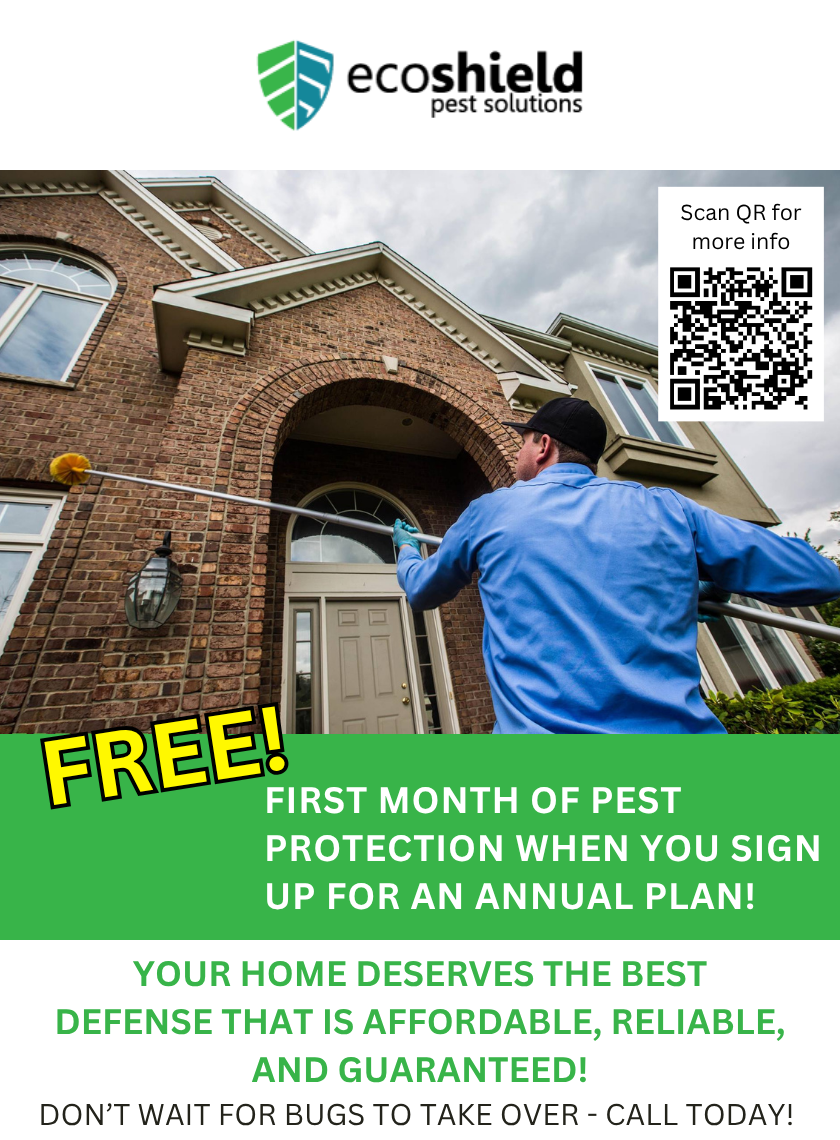 ecoshield
pest solutions
Scan QR for
more info
FREE!
FIRST MONTH OF PEST
PROTECTION WHEN YOU SIGN
UP FOR AN ANNUAL PLAN!
YOUR HOME DESERVES THE BEST
DEFENSE THAT IS AFFORDABLE, RELIABLE,
AND GUARANTEED!
DON’T WAIT FOR BUGS TO TAKE OVER - CALL TODAY!